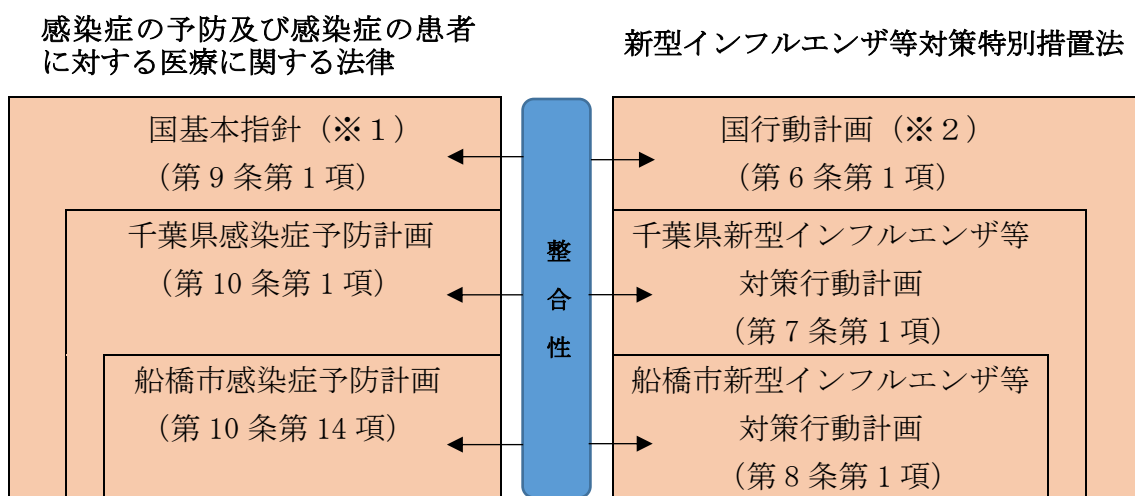 感染症の予防及び感染症の患者
に対する医療に関する法律
新型インフルエンザ等対策特別措置法
国基本指針（※１）
（第 9 条第 1 項）
千葉県感染症予防計画
（第 10 条第 1 項）
船橋市感染症予防計画
（第 10 条第 14 項）
整
合
性
国行動計画（※２）
（第 6 条第 1 項）
千葉県新型インフルエンザ等
対策行動計画
（第 7 条第 1 項）
船橋市新型インフルエンザ等
対策行動計画
（第 8 条第 1 項）